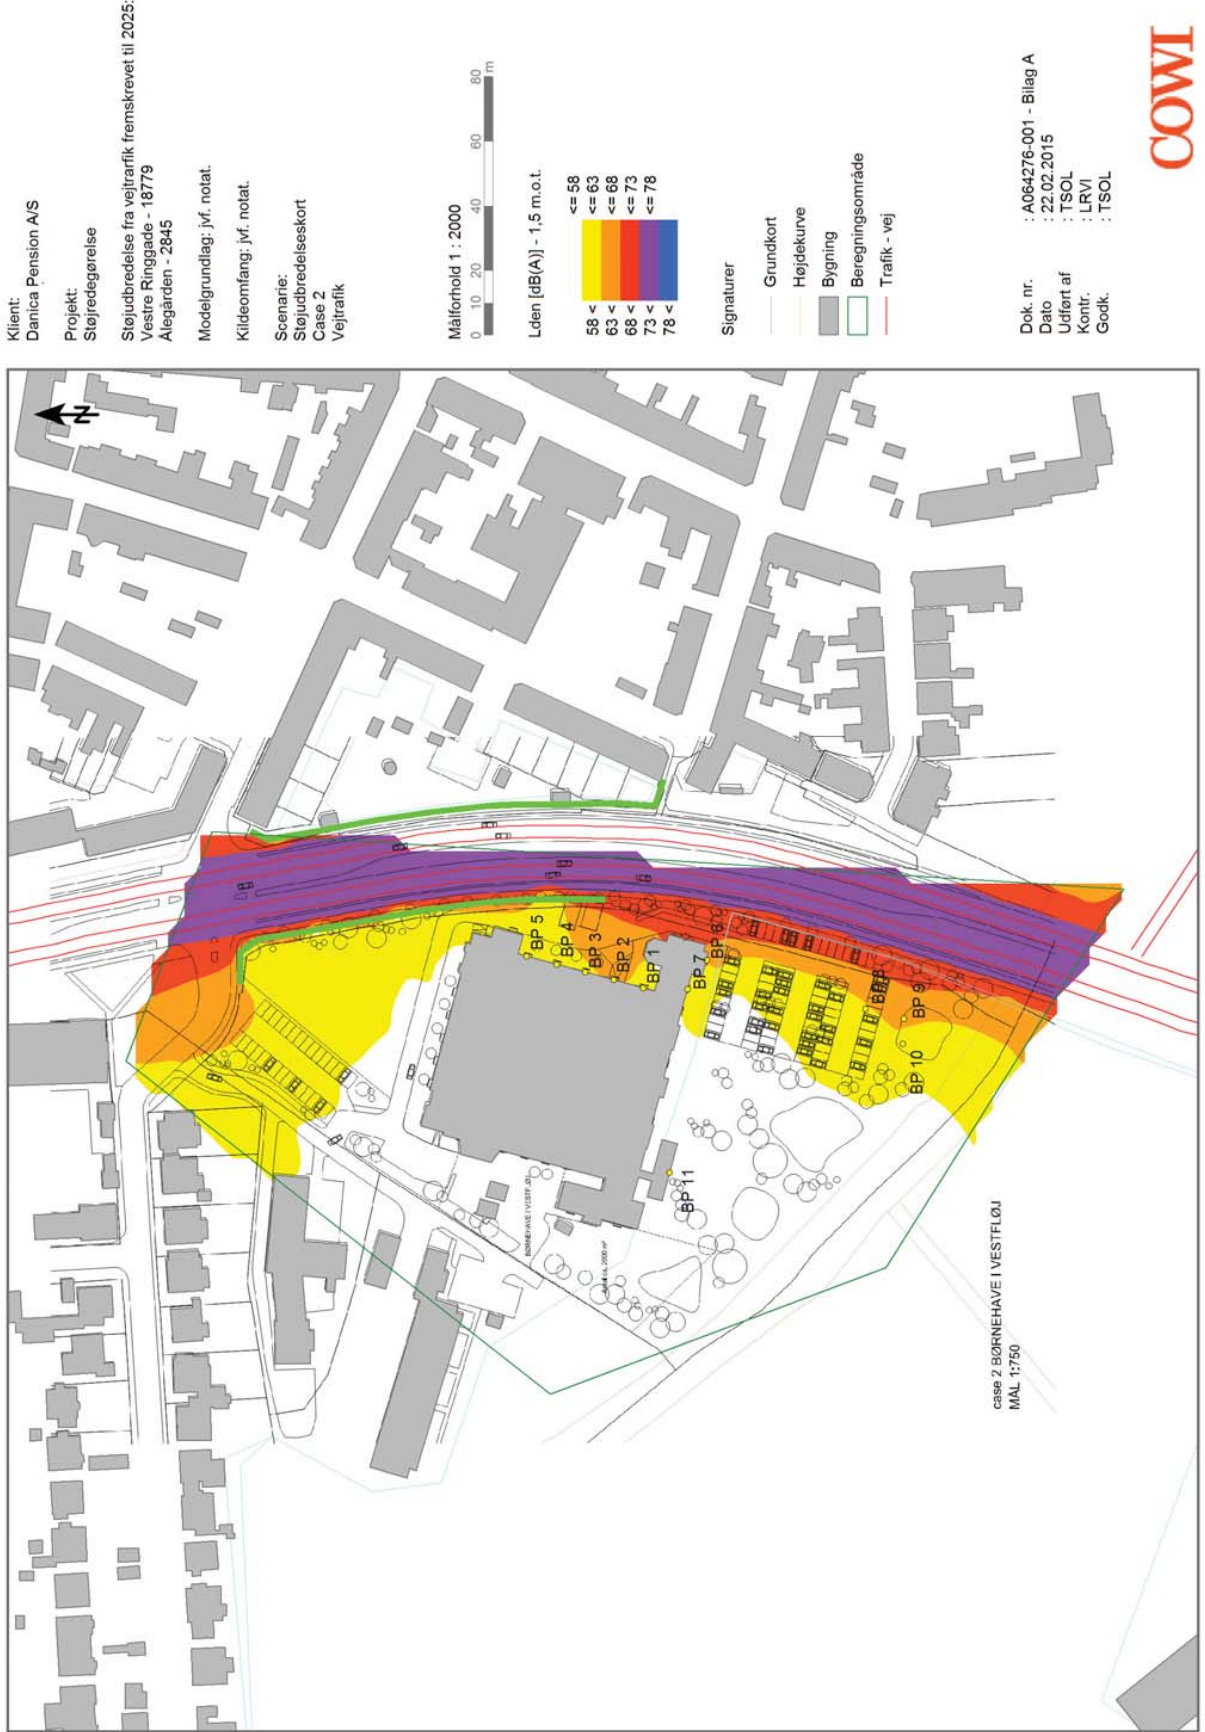 Klient:
Danica Pension A/S
Projekt:
Støjredegørelse
Støjudbredelse fra vejtrarfik fremskrevet til 2025:
Vestre Ringgade - 18779
Ålegården - 2845
Modelgrundlag: jvf. notat.
Kildeomfang: jvf. notat.
Scenarie:
Støjudbredelseskort
Case 2
Vejtrafik
Målforhold 1 : 2000
0 10 20 40 60 80 m
Lden [dB(A)] - 1,5 m.o.t.
<= 58
58 < <= 63
63 < <= 68
68 < <= 73
73 < <= 78
78 <
Signaturer
Grundkort
Højdekurve
Bygning
Beregningsområde
Trafik - vej
Dok. nr. : A064276-001 - Bilag A
Dato : 22.02.2015
Udført af : TSOL
Kontr. : LRVI
Godk. : TSOL
COWI
N
BP 5
BP 4
BP 3
BP 2
BP 1
BP 7
BP 6
BP 8
BP 9
BP 10
BP 11
BØRNEHAVE I VESTFLØJ
case 2 BØRNEHAVE I VESTFLØJ
MÅL 1:750